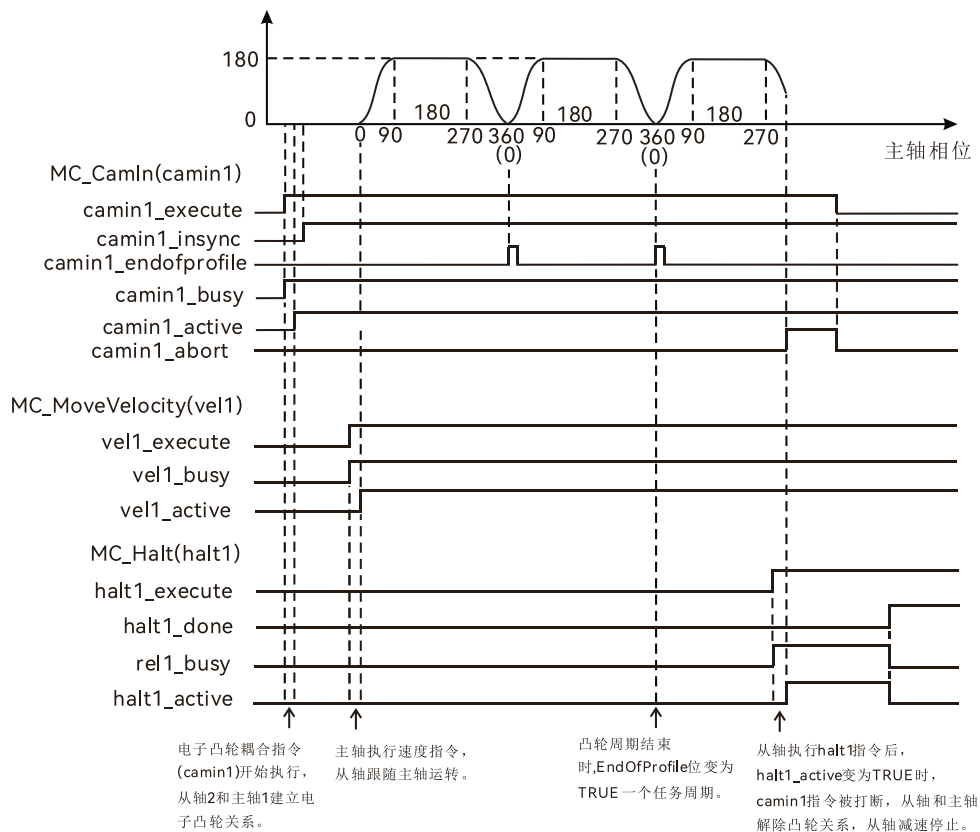 180
0
180
180
180
0 90 270 360 90 270 360 90 270
(0) (0)
主轴相位
MC_CamIn(camin1)
camin1_execute
camin1_insync
camin1_endofprofile
camin1_busy
camin1_active
camin1_abort
MC_MoveVelocity(vel1)
vel1_execute
vel1_busy
vel1_active
MC_Halt(halt1)
halt1_execute
halt1_done
rel1_busy
halt1_active
电子凸轮耦合指令
(camin1)开始执行，
从轴2和主轴1建立电
子凸轮关系。
主轴执行速度指令，
从轴跟随主轴运转。
凸轮周期结束
时,EndOfProfile位变为
TRUE一个任务周期。
从轴执行halt1指令后，
halt1_active变为TRUE时，
camin1指令被打断，从轴和主轴
解除凸轮关系，从轴减速停止。